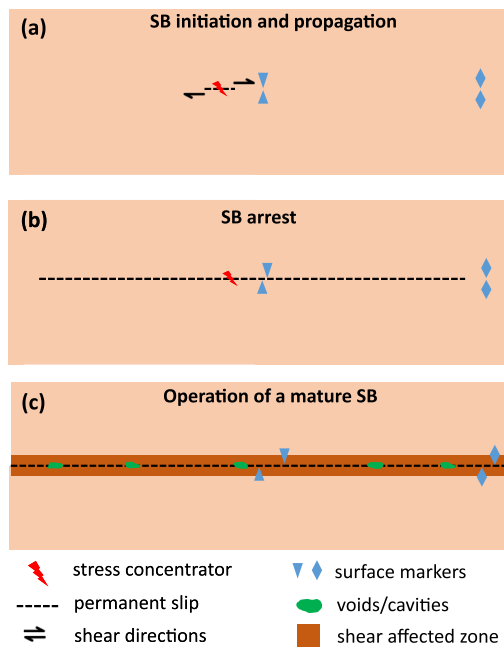 (a)
SB initiation and propagation
(b)
SB arrest
(c)
Operation of a mature SB
stress concentrator
surface markers
permanent slip
voids/cavities
shear directions
shear affected zone